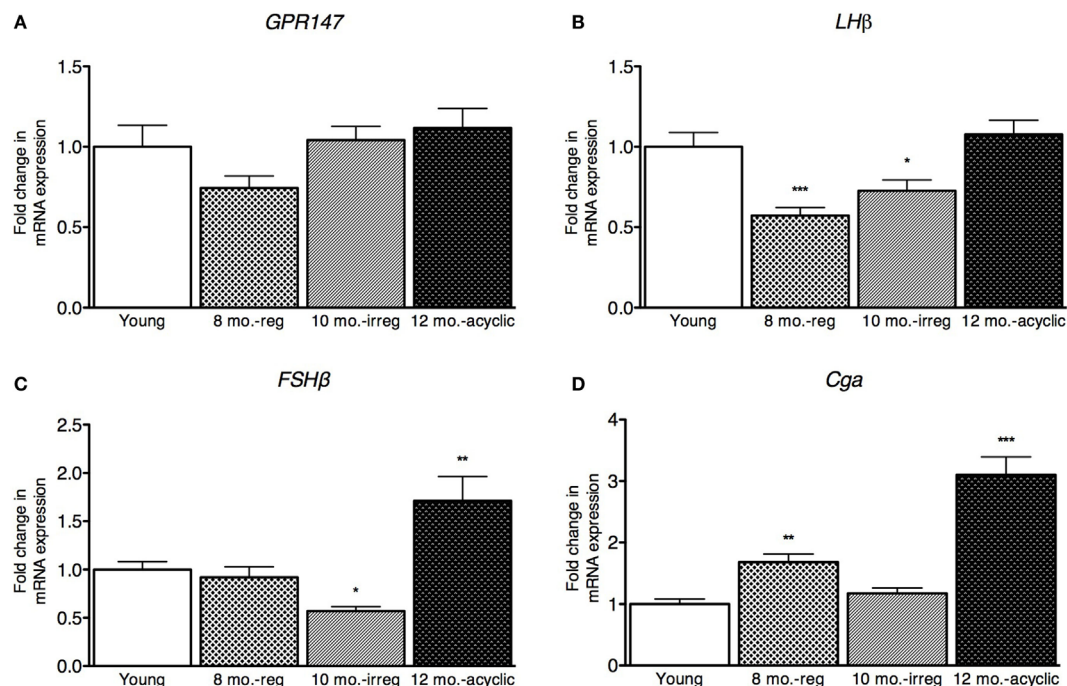 A
GPR147
Fold change in
mRNA expression
1.5
1.0
0.5
0.0
Young
8 mo.-reg
10 mo.-irreg
12 mo.-acyclic
B
LHβ
Fold change in
mRNA expression
1.5
1.0
0.5
0.0
***
*
Young
8 mo.-reg
10 mo.-irreg
12 mo.-acyclic
C
FSHβ
Fold change in
mRNA expression
2.5
2.0
1.5
1.0
0.5
0.0
*
**
Young
8 mo.-reg
10 mo.-irreg
12 mo.-acyclic
D
Cga
Fold change in
mRNA expression
4
3
2
1
0
**
***
Young
8 mo.-reg
10 mo.-irreg
12 mo.-acyclic